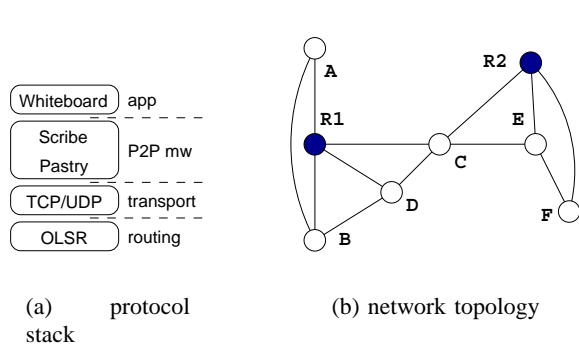 Whiteboard app
Scribe
Pastry
P2P mw
TCP/UDP transport
OLSR routing
(a) protocol
stack
A
R1
B
D
C
R2
E
F
(b) network topology